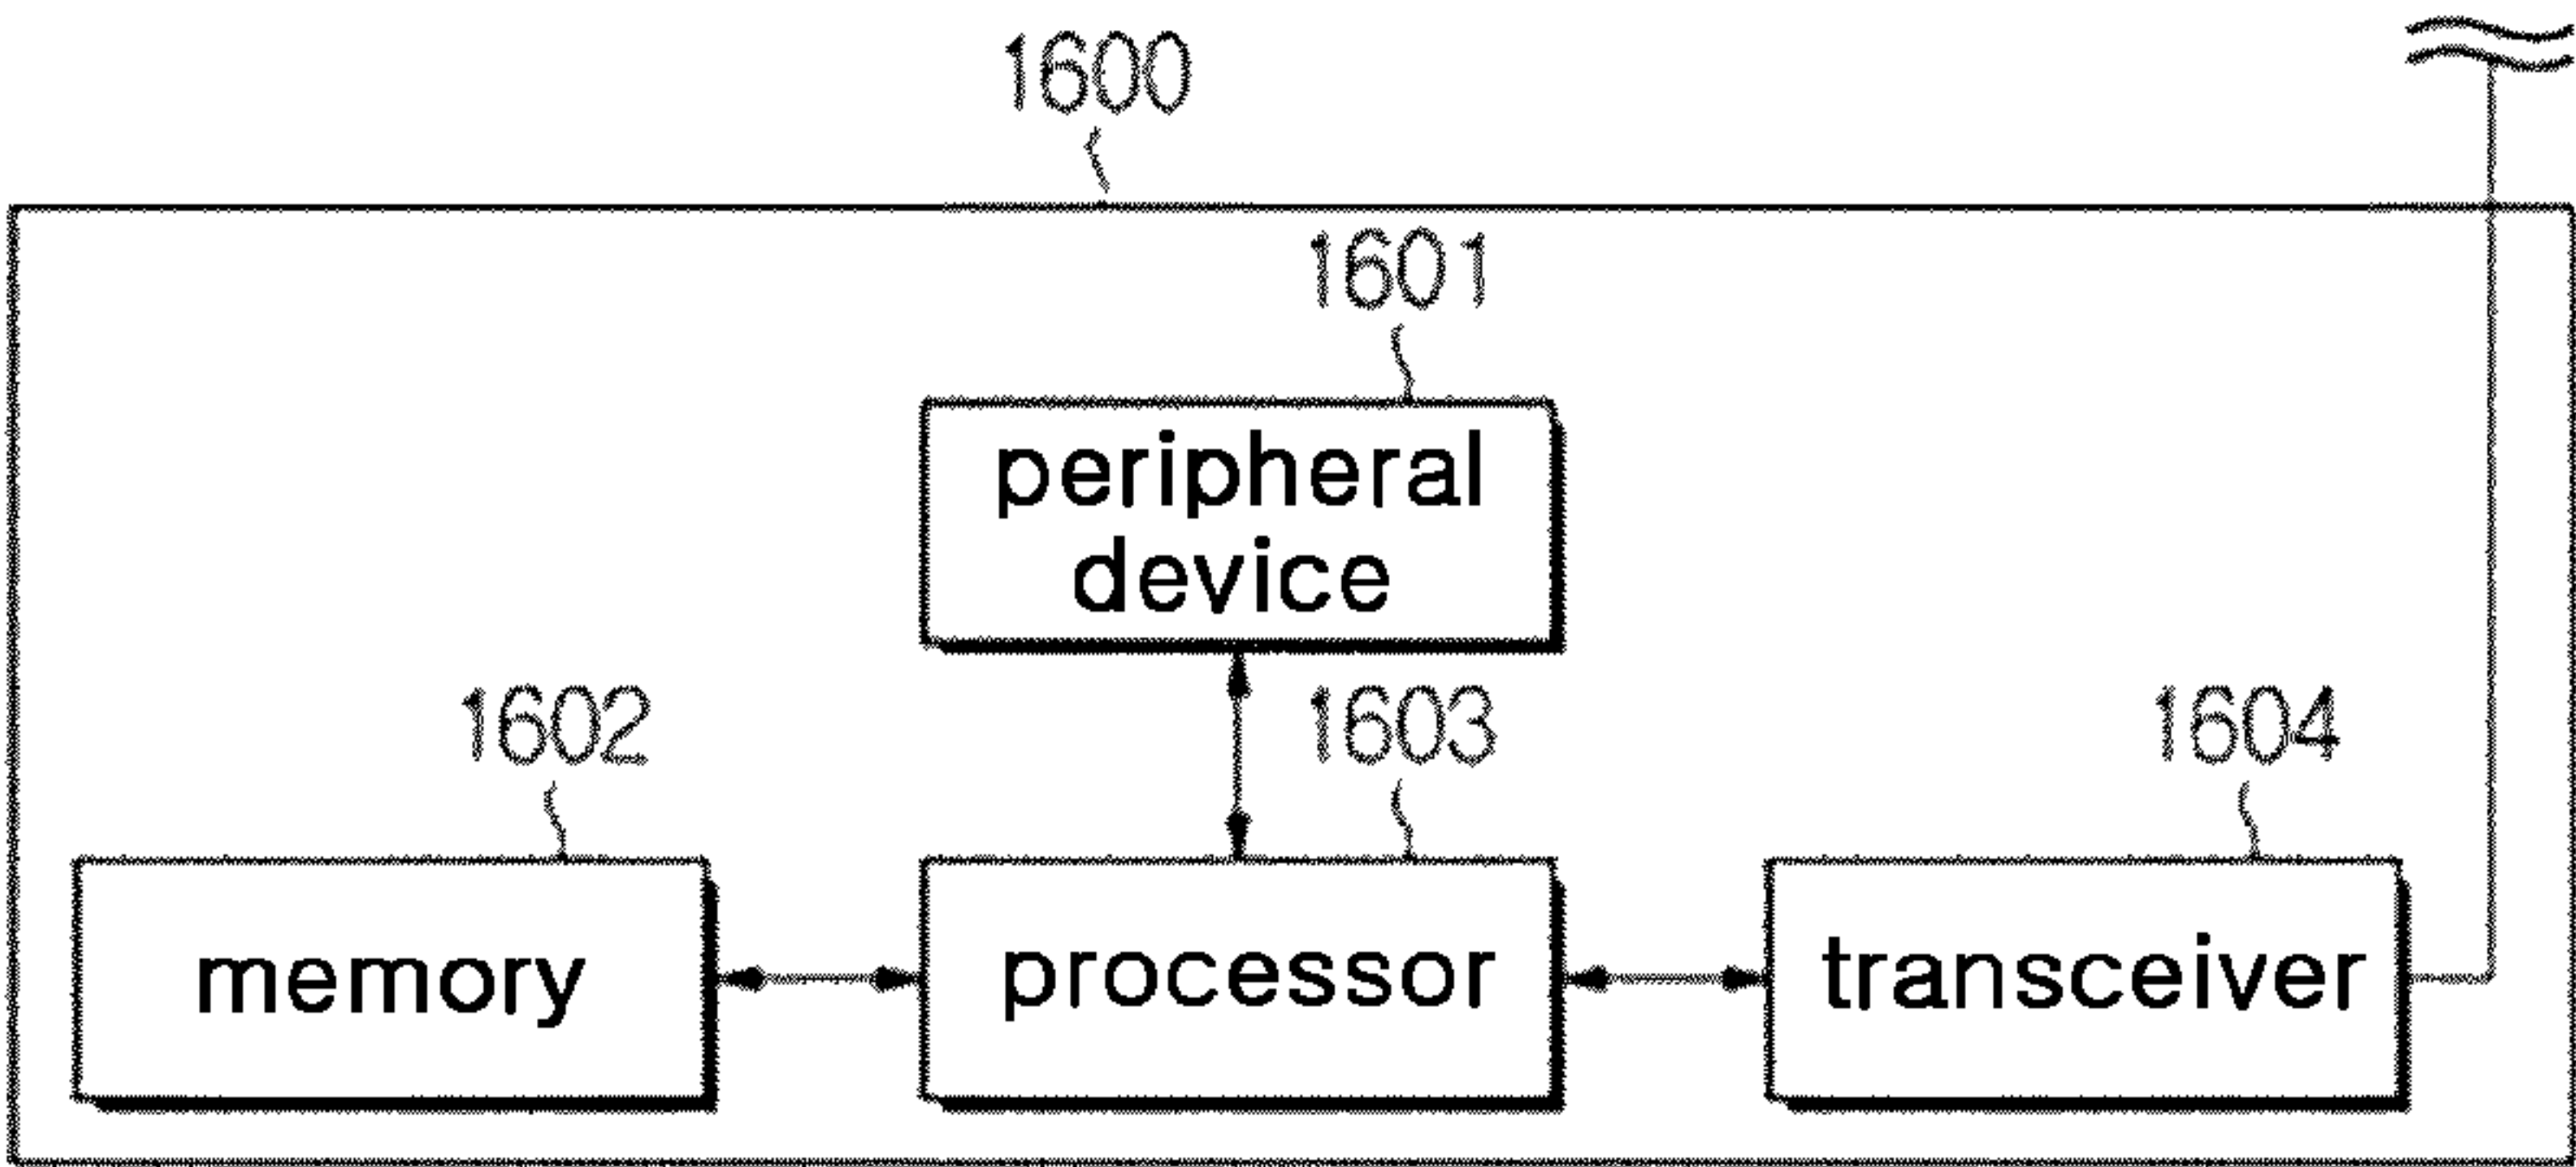 1600
1601
peripheral
device
1602
1603
1604
memory
processor
transceiver